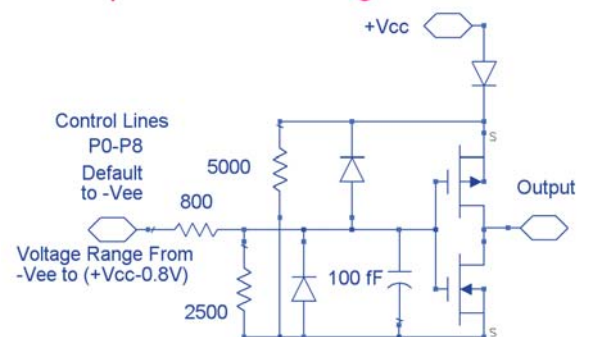 +Vcc
Control Lines
P0-P8
Default
to -Vee
5000
800
S
Output
Voltage Range From
-Vee to (+Vcc-0.8V)
100 fF
2500
S